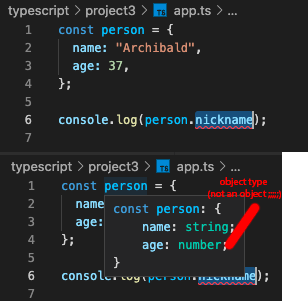 typescript > project3 > app.ts > ...
1 const person = {
2 name: "Archibald",
3 age: 37,
4 };
5
6 console.log(person.nickname);
7
typescript > project3 > app.ts > ...
1 const person = {
object type
2 name
(not an object ;;;;;)
const person: {
3 age:
name: string;
4 };
age: number;
5
}
6 console.log(person.nickname);
7